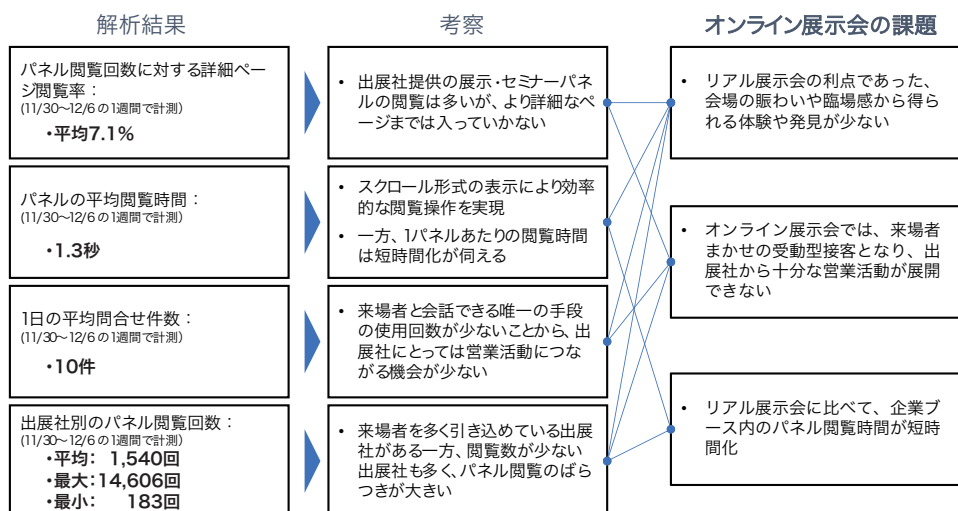 解析結果
パネル閲覧回数に対する詳細ペー
ジ閲覧率：
(11/30～12/6の1週間で計測)
・平均7.1%
パネルの平均閲覧時間：
(11/30～12/6の1週間で計測)
・1.3秒
1日の平均問合せ件数：
(11/30～12/6の1週間で計測)
・10件
出展社別のパネル閲覧回数：
(11/30～12/6の1週間で計測)
・平均： 1,540回
・最大：14,606回
・最小： 183回
考察
• 出展社提供の展示・セミナーパネ
ルの閲覧は多いが、より詳細なペ
ージまでは入っていかない
• スクロール形式の表示により効率
的な閲覧操作を実現
• 一方、1パネルあたりの閲覧時間
は短時間化が伺える
• 来場者と会話できる唯一の手段
の使用回数が少ないことから、出
展社にとっては営業活動につな
がる機会が少ない
• 来場者を多く引き込めている出展
社がある一方、閲覧数が少ない
出展社も多く、パネル閲覧のばら
つきが大きい
オンライン展示会の課題
• リアル展示会の利点であった、
会場の賑わいや臨場感から得ら
れる体験や発見が少ない
• オンライン展示会では、来場者
まかせの受動型接客となり、出
展社から十分な営業活動が展開
できない
• リアル展示会に比べて、企業ブ
ース内のパネル閲覧時間が短時
間化